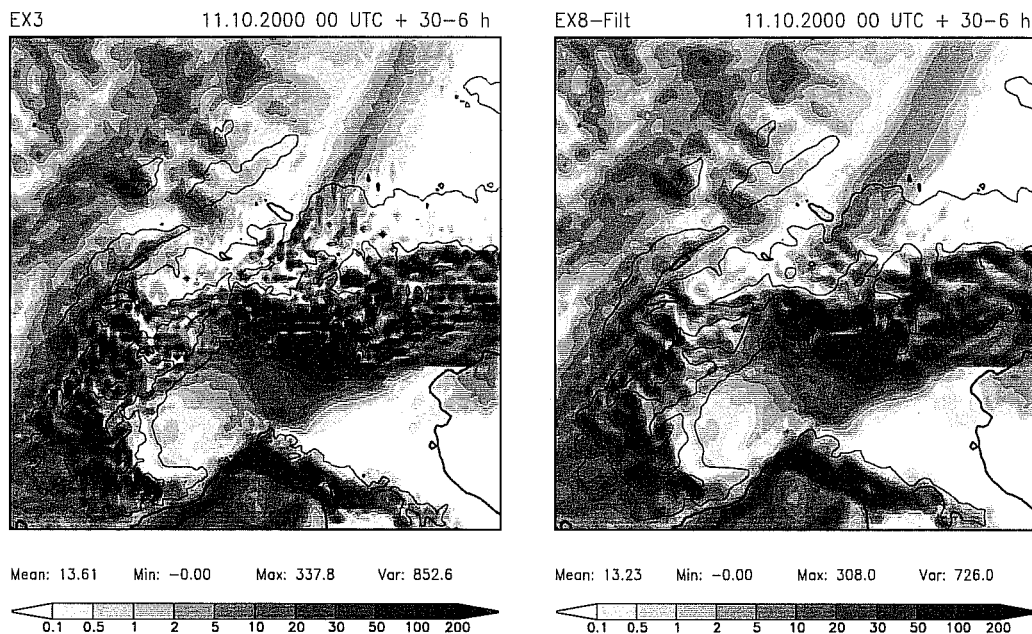 EX3 11.10.2000 00 UTC + 30-6 h
Mean: 13.61 Min: -0.00 Max: 337.8 Var: 852.6
0.1 0.5 1 2 5 10 20 30 50 100 200
EX8-Filt 11.10.2000 00 UTC + 30-6 h
Mean: 13.23 Min: -0.00 Max: 308.0 Var: 726.0
0.1 0.5 1 2 5 10 20 30 50 100 200